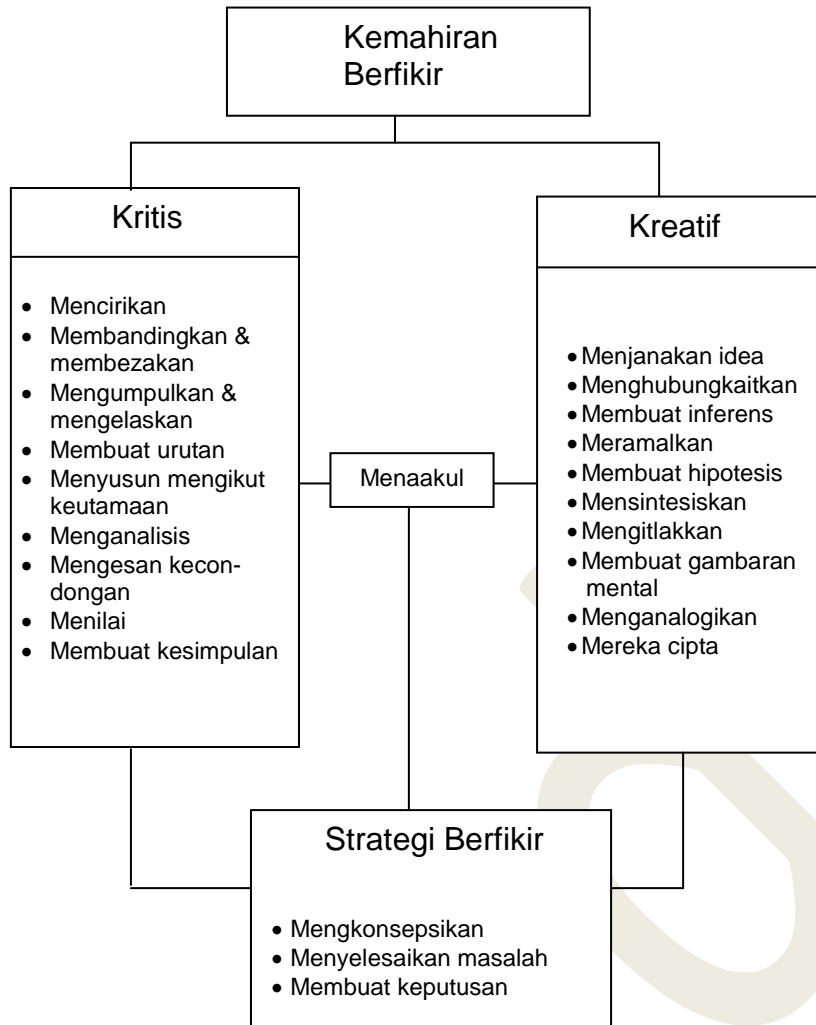 Kemahiran
Berfikir
Kritis
• Mencirikan
• Membandingkan &
membezakan
• Mengumpulkan &
mengelaskan
• Membuat urutan
• Menyusun mengikut
keutamaan
• Menganalisis
• Mengesan kecon-
dongan
• Menilai
• Membuat kesimpulan
Menaakul
Kreatif
• Menjanakan idea
• Menghubungkaitkan
• Membuat inferens
• Meramalkan
• Membuat hipotesis
• Mensintesiskan
• Mengitlakkan
• Membuat gambaran
mental
• Menganalogikan
• Mereka cipta
Strategi Berfikir
• Mengkonsepsikan
• Menyelesaikan masalah
• Membuat keputusan